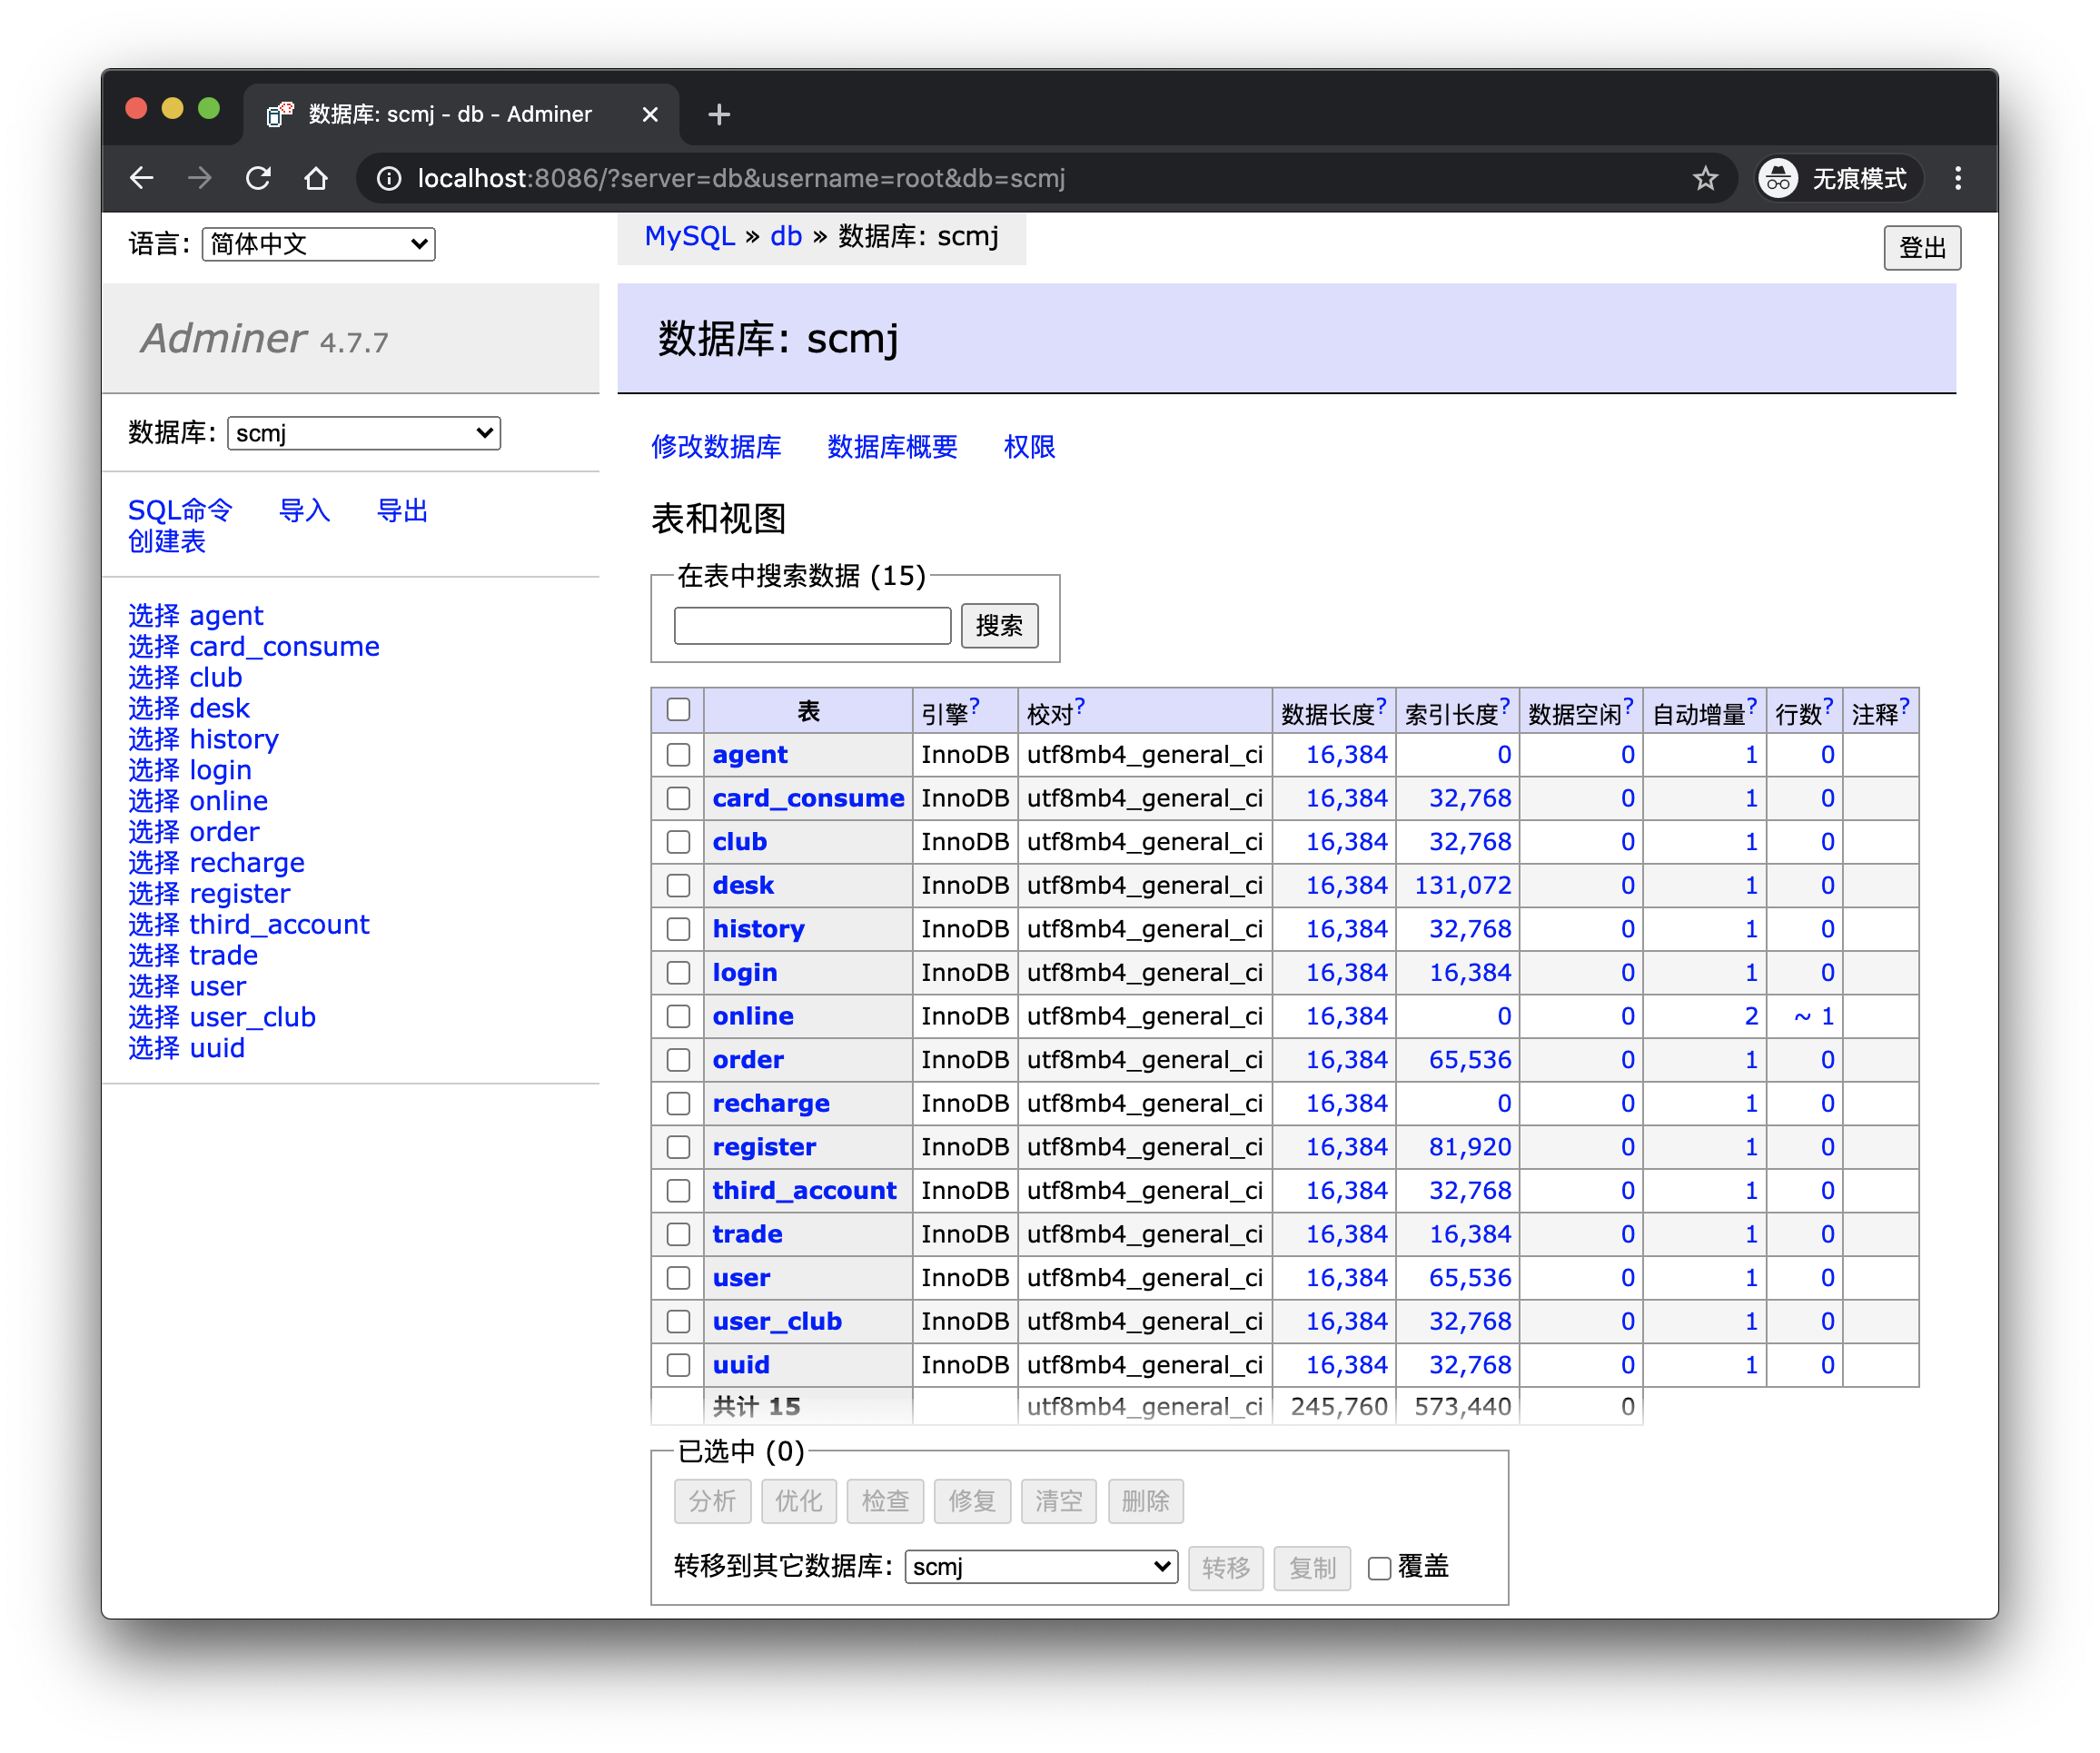 数据库: scmj - db - Adminer
localhost:8086/?server=db&username=root&db=scmj
无痕模式
语言: 简体中文
MySQL » db » 数据库: scmj
登出
Adminer 4.7.7
数据库: scmj
数据库: scmj
SQL命令 导入 导出
创建表
选择 agent
选择 card_consume
选择 club
选择 desk
选择 history
选择 login
选择 online
选择 order
选择 recharge
选择 register
选择 third_account
选择 trade
选择 user
选择 user_club
选择 uuid
修改数据库 数据库概要 权限
表和视图
在表中搜索数据 (15)
搜索
表 引擎? 校对? 数据长度? 索引长度? 数据空闲? 自动增量? 行数? 注释?
agent InnoDB utf8mb4_general_ci 16,384 0 0 1 0
card_consume InnoDB utf8mb4_general_ci 16,384 32,768 0 1 0
club InnoDB utf8mb4_general_ci 16,384 32,768 0 1 0
desk InnoDB utf8mb4_general_ci 16,384 131,072 0 1 0
history InnoDB utf8mb4_general_ci 16,384 32,768 0 1 0
login InnoDB utf8mb4_general_ci 16,384 16,384 0 1 0
online InnoDB utf8mb4_general_ci 16,384 0 0 2 ~ 1
order InnoDB utf8mb4_general_ci 16,384 65,536 0 1 0
recharge InnoDB utf8mb4_general_ci 16,384 0 0 1 0
register InnoDB utf8mb4_general_ci 16,384 81,920 0 1 0
third_account InnoDB utf8mb4_general_ci 16,384 32,768 0 1 0
trade InnoDB utf8mb4_general_ci 16,384 16,384 0 1 0
user InnoDB utf8mb4_general_ci 16,384 65,536 0 1 0
user_club InnoDB utf8mb4_general_ci 16,384 32,768 0 1 0
uuid InnoDB utf8mb4_general_ci 16,384 32,768 0 1 0
共计 15 utf8mb4_general_ci 245,760 573,440 0
已选中 (0)
分析 优化 检查 修复 清空 删除
转移到其它数据库: scmj 转移 复制 覆盖